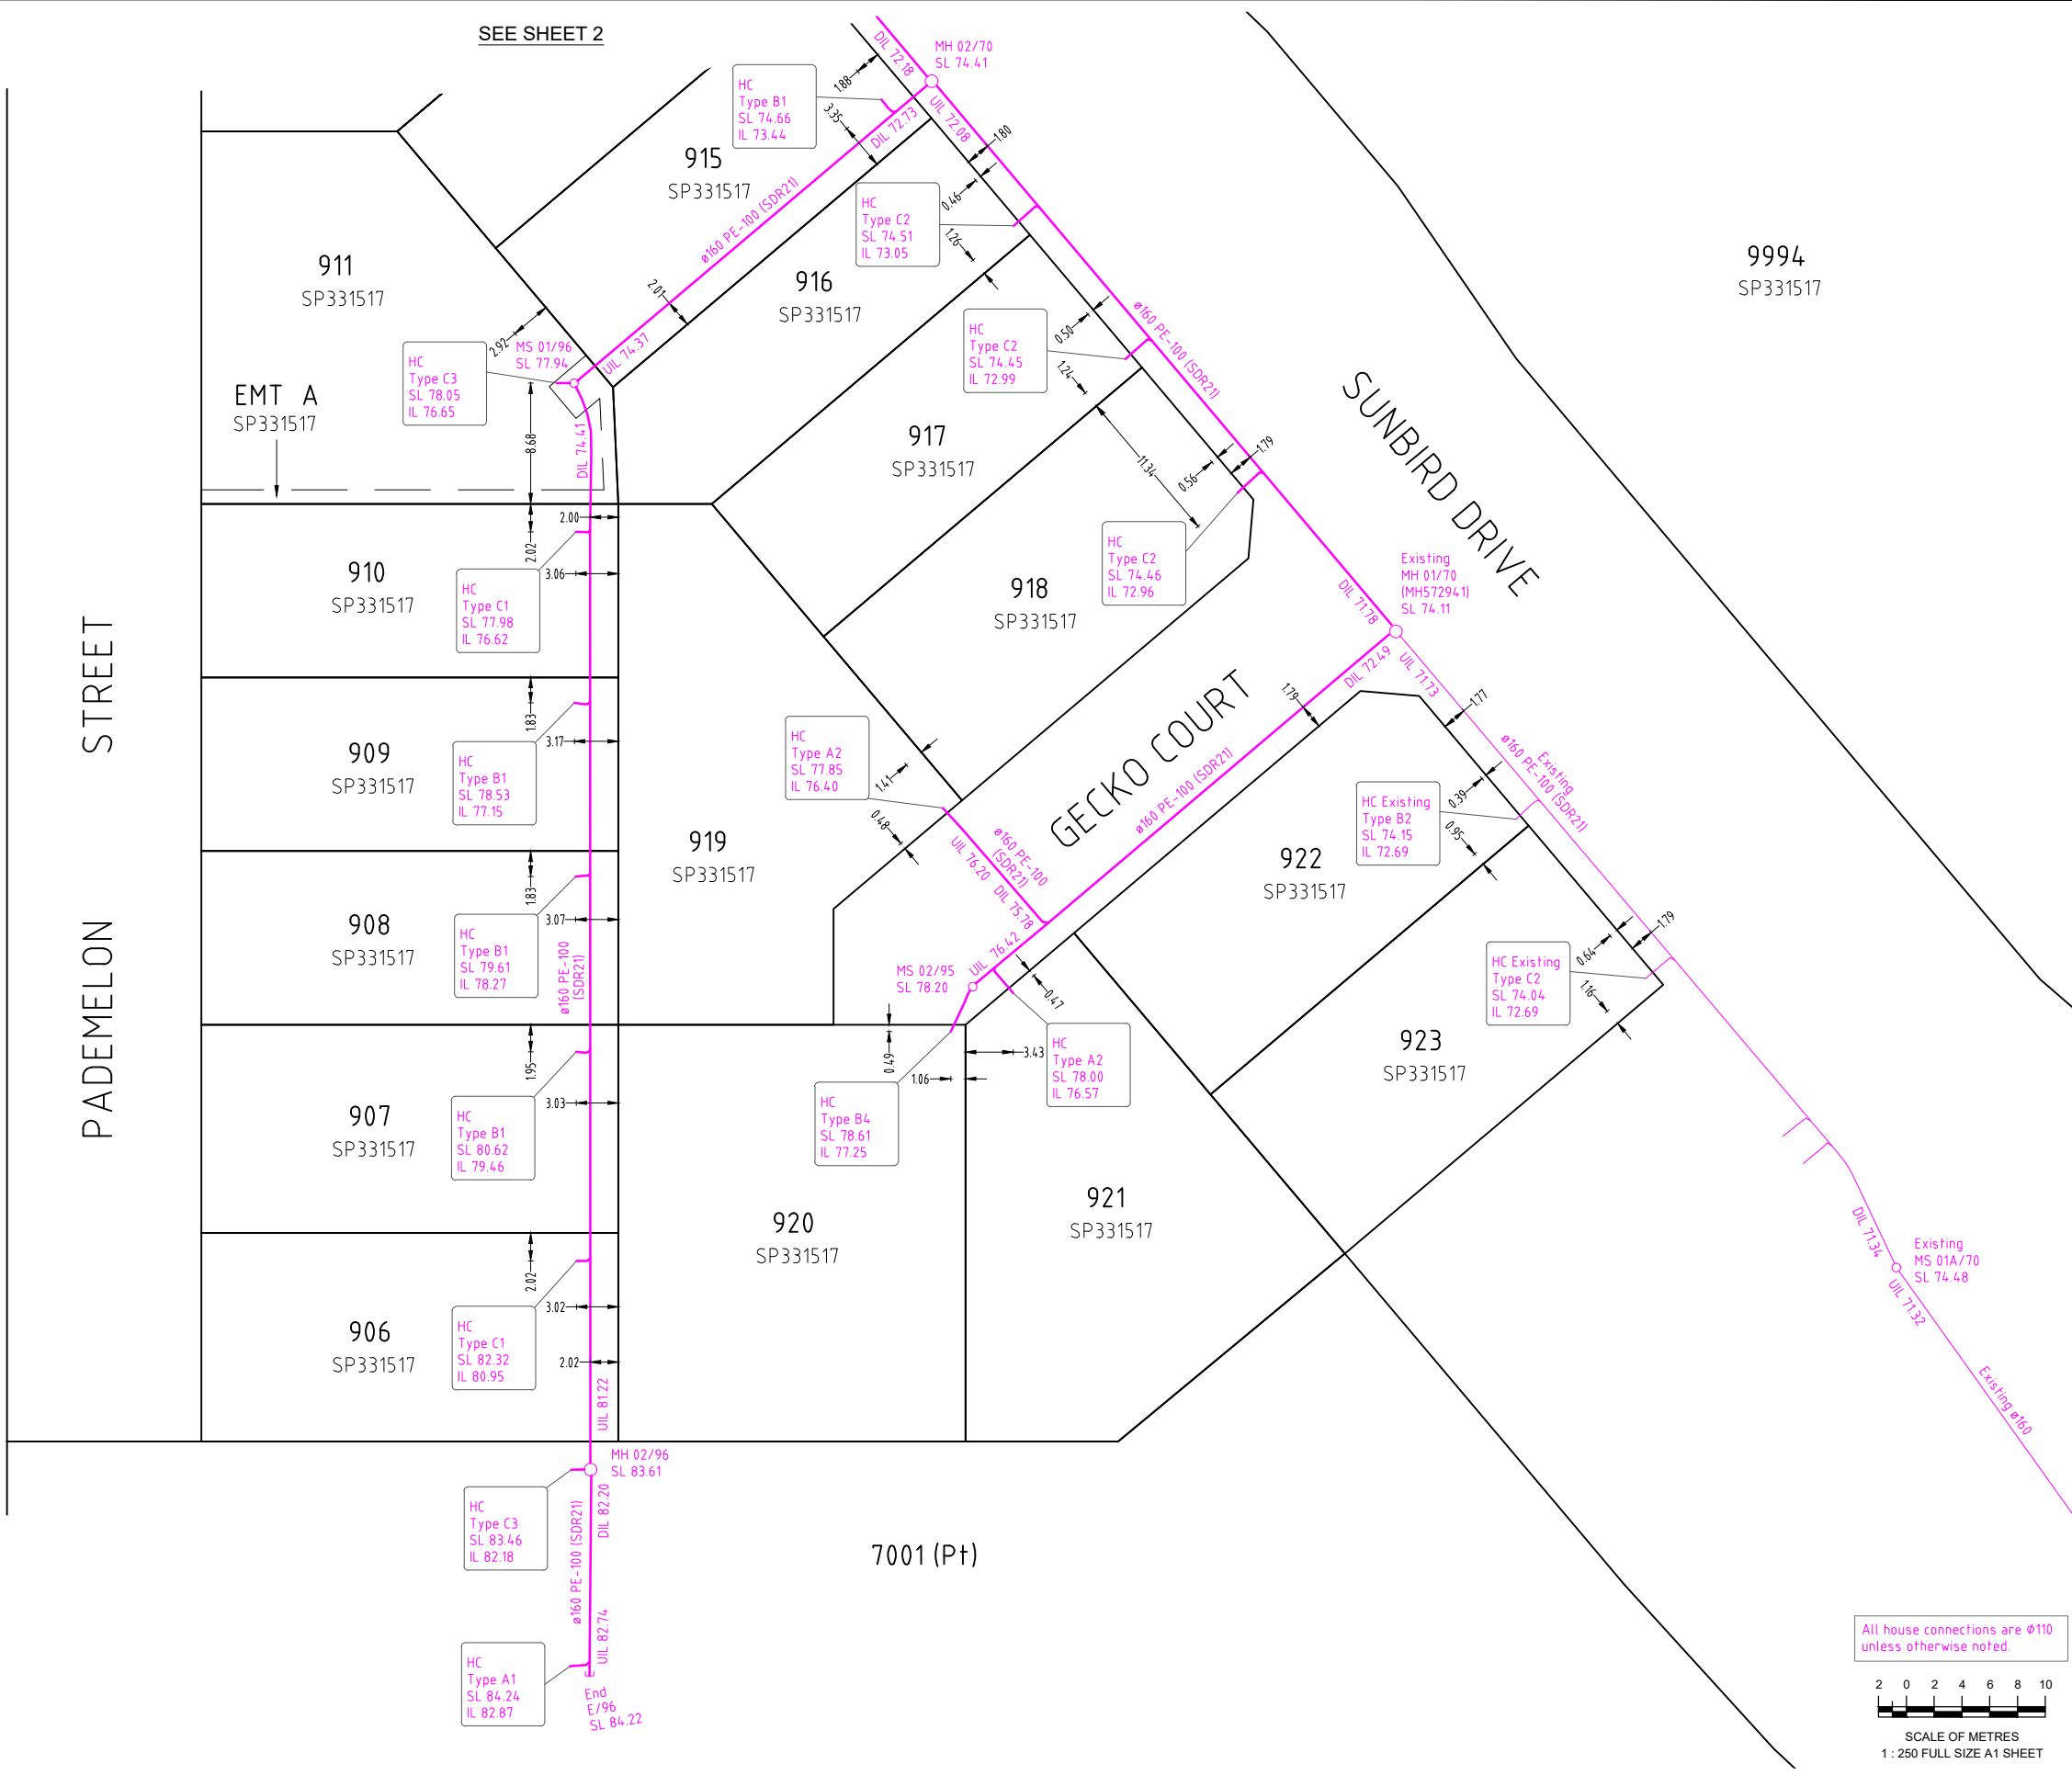 SEE SHEET 2
DIL 72.18
MH 02/70
SL 74.41
1.88
HC
Type B1
SL 74.66
IL 73.44
3.35
DIL 72.73
UIL 72.08
1.80
915
SP331517
0.46
HC
Type C2
SL 74.51
IL 73.05
1.26
ø160 PE-100 (SDR21)
911
SP331517
916
SP331517
9994
SP331517
2.01
2.92
MS 01/96
SL 77.94
UIL 74.37
HC
Type C3
SL 78.05
IL 76.65
0.50
HC
Type C2
SL 74.45
IL 72.99
1.24
ø160 PE-100 (SDR21)
EMT A
SP331517
8.68
DIL 74.41
917
SP331517
11.34
0.56
1.79
SUNBIRD DRIVE
2.00
2.02
3.06
910
SP331517
HC
Type C1
SL 77.98
IL 76.62
918
SP331517
HC
Type C2
SL 74.46
IL 72.96
DIL 71.78
Existing
MH 01/70
(MH572941)
SL 74.11
DIL 72.49
UIL 71.73
PADEMELON STREET
1.83
3.17
909
SP331517
HC
Type B1
SL 78.53
IL 77.15
HC
Type A2
SL 77.85
IL 76.40
1.41
0.48
GECKO COURT
1.79
ø160 PE-100 (SDR21)
1.77
Existing
ø160 PE-100 (SDR21)
0.39
HC Existing
Type B2
SL 74.15
IL 72.69
0.95
919
SP331517
UIL 76.20
DIL 75.78
ø160 PE-100
(SDR21)
922
SP331517
1.83
3.07
908
SP331517
HC
Type B1
SL 79.61
IL 78.27
ø160 PE-100
(SDR21)
MS 02/95
SL 78.20
UIL 76.42
0.47
1.79
0.64
HC Existing
Type C2
SL 74.04
IL 72.69
1.16
923
SP331517
1.95
3.03
907
SP331517
HC
Type B1
SL 80.62
IL 79.46
0.49
1.06
3.43
HC
Type A2
SL 78.00
IL 76.57
HC
Type B4
SL 78.61
IL 77.25
920
SP331517
921
SP331517
DIL 71.34
Existing
MS 01A/70
SL 74.48
UIL 71.32
2.02
3.02
906
SP331517
HC
Type C1
SL 82.32
IL 80.95
2.02
UIL 81.22
Existing ø160
MH 02/96
SL 83.61
HC
Type C3
SL 83.46
IL 82.18
ø160 PE-100 (SDR21)
DIL 82.20
7001 (Pt)
UIL 82.74
HC
Type A1
SL 84.24
IL 82.87
End
E/96
SL 84.22
All house connections are ø110
unless otherwise noted.
2 0 2 4 6 8 10
SCALE OF METRES
1 : 250 FULL SIZE A1 SHEET